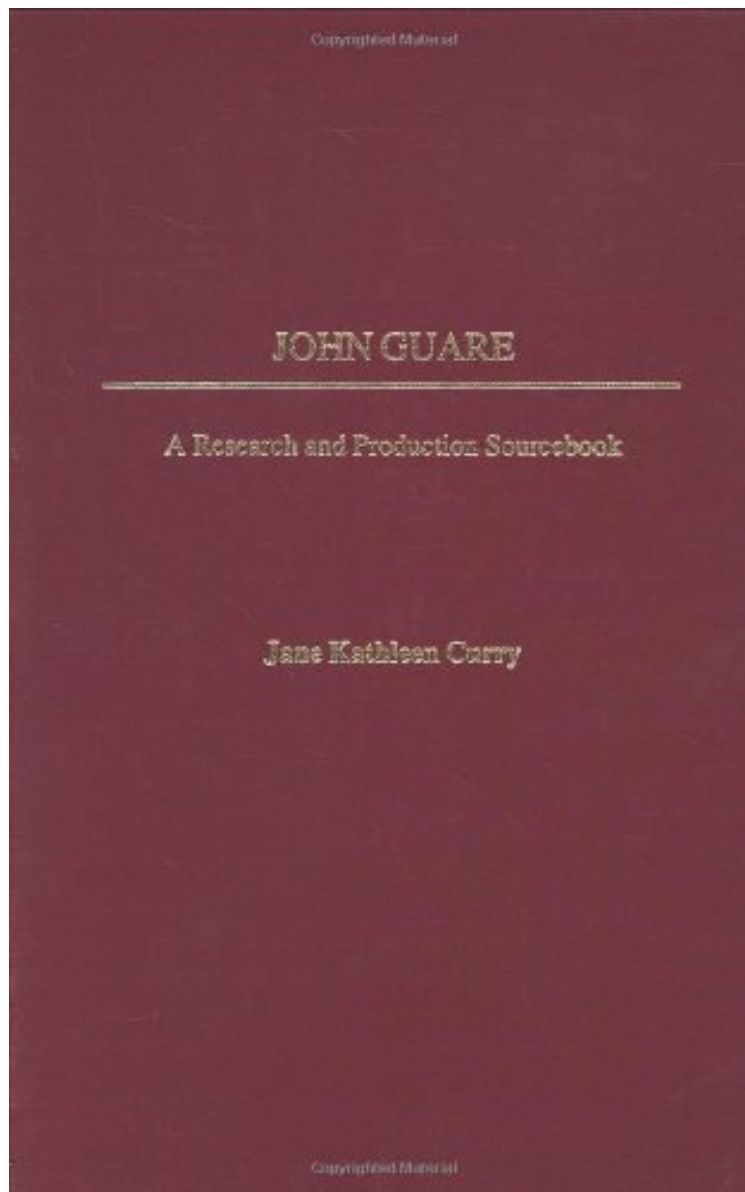 Copyrighted Material
JOHN GUARE
A Research and Production Sourcebook
Jane Kathleen Curry
Copyrighted Material